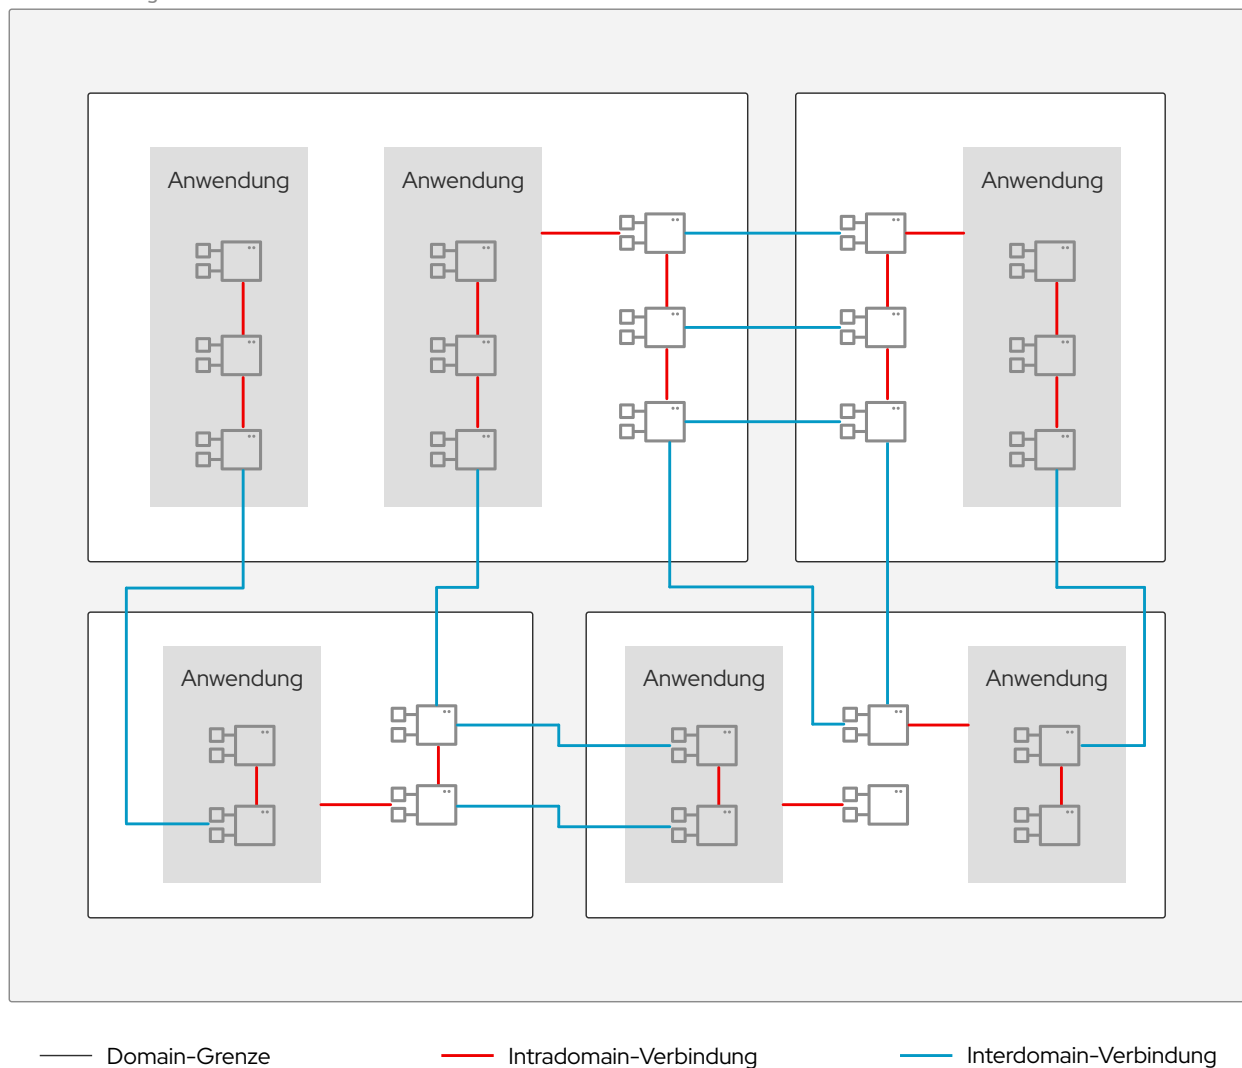 Anwendung
Anwendung
Anwendung
Anwendung
Anwendung
Anwendung
Domain-Grenze
Intradomain-Verbindung
Interdomain-Verbindung